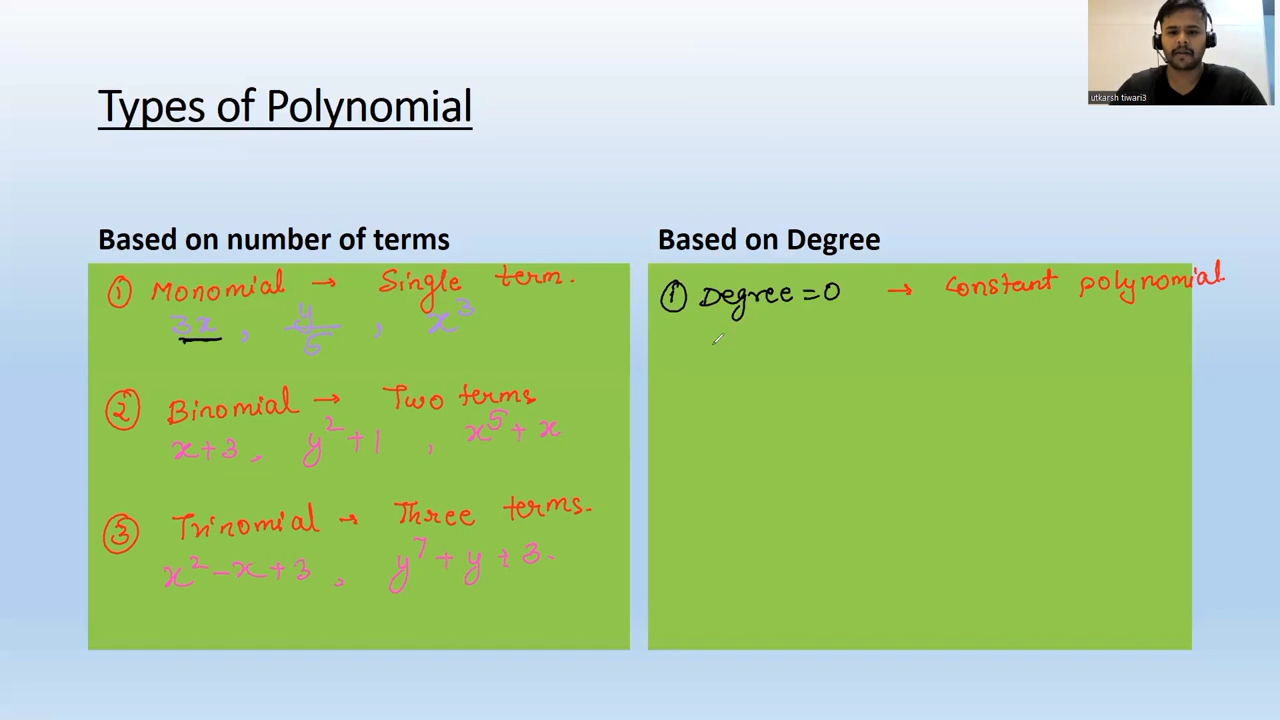 utkarsh tiwari3
Types of Polynomial
Based on number of terms
① Monomial → Single term.
3x , y/5 , x³
② Binomial → Two terms
x+3 , y²+1 , x⁵+x
③ Trinomial → Three terms.
x²-x+3 , y⁷+y+3.
Based on Degree
① Degree=0 → Constant polynomial